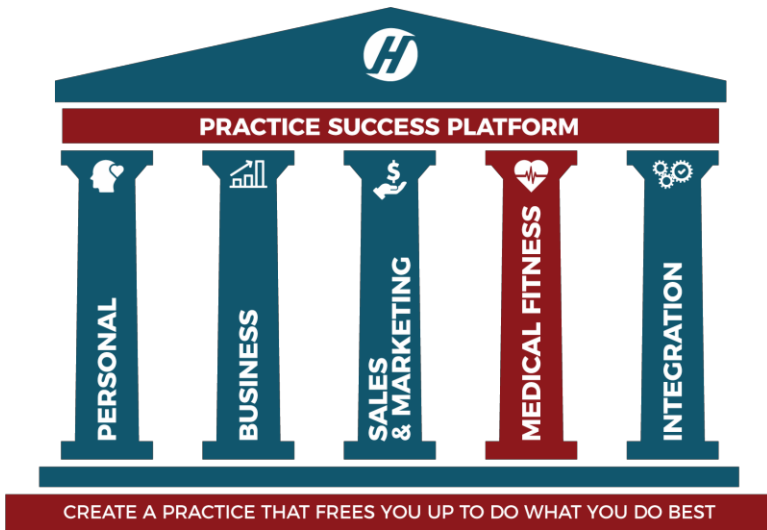 H
PRACTICE SUCCESS PLATFORM
$
PERSONAL
BUSINESS
SALES
& MARKETING
MEDICAL FITNESS
INTEGRATION
CREATE A PRACTICE THAT FREES YOU UP TO DO WHAT YOU DO BEST